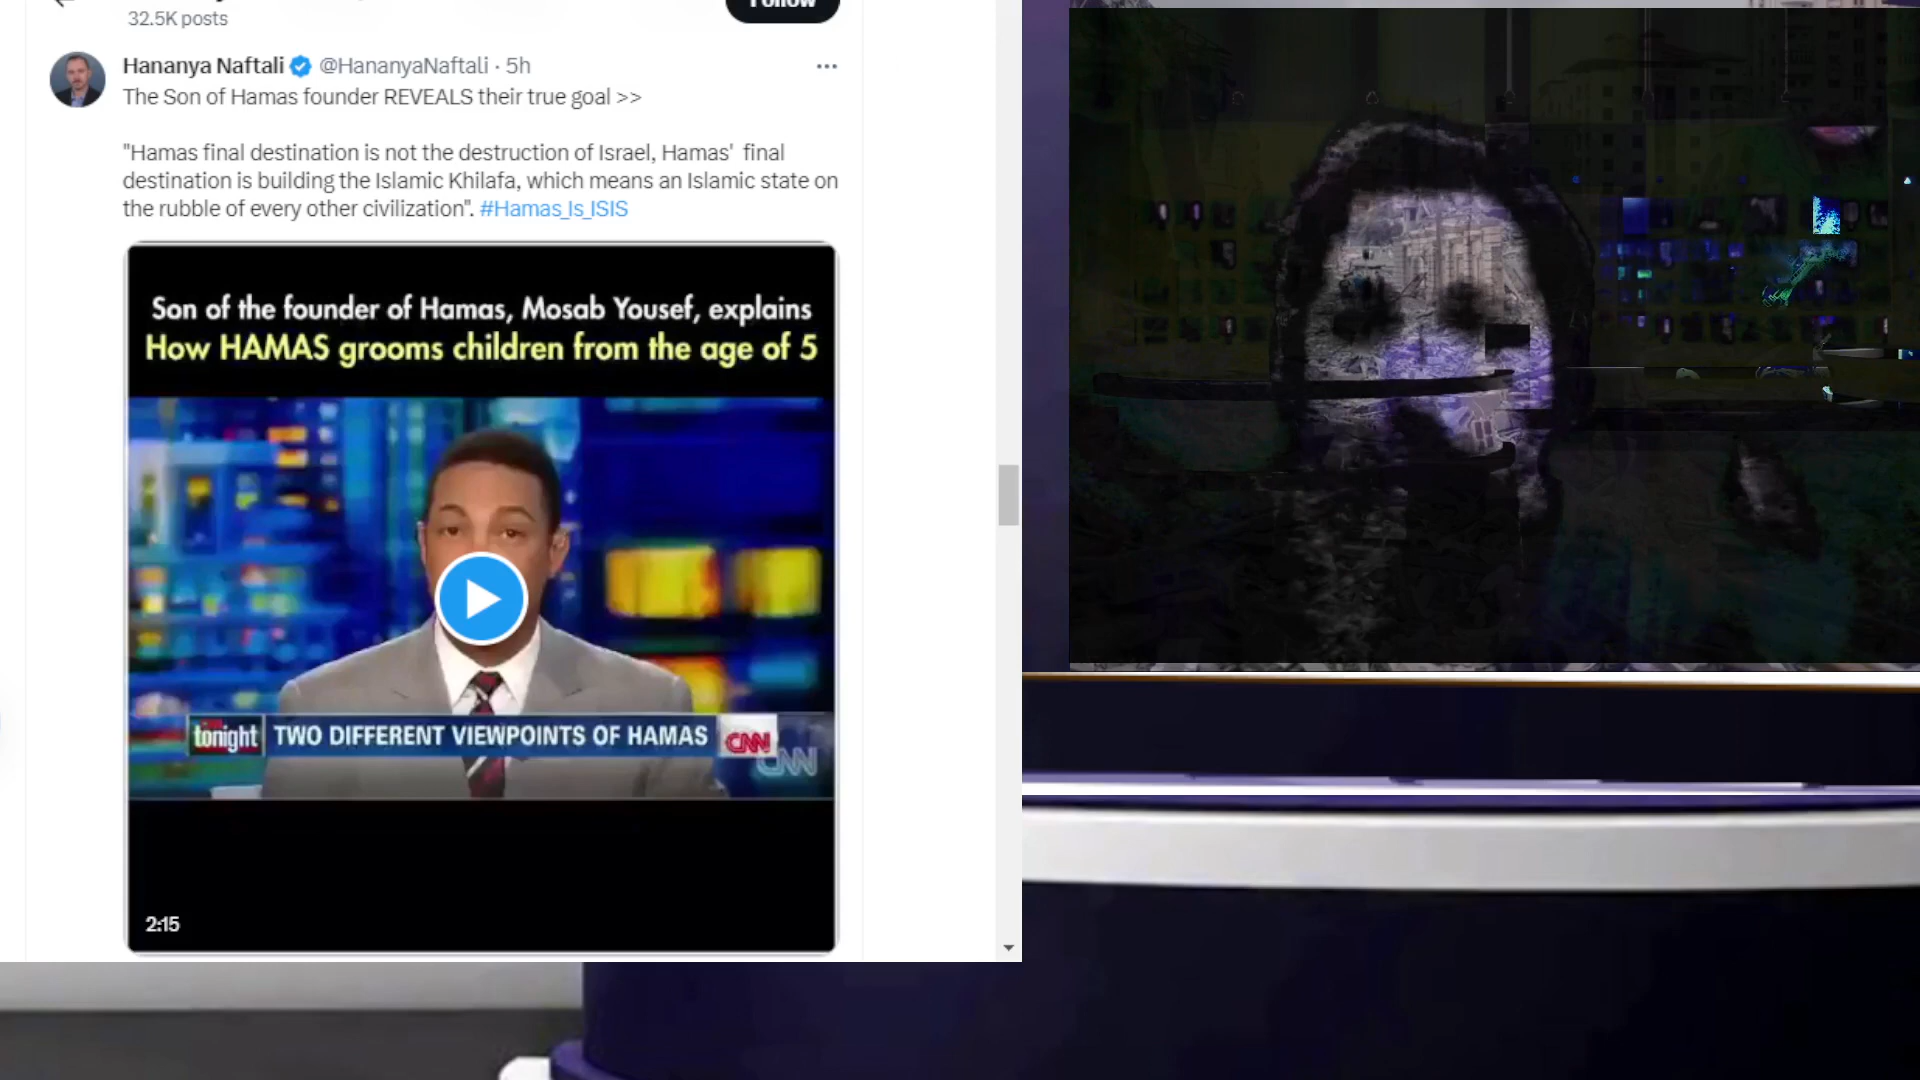 32.5K posts
Follow
Hananya Naftali @HananyaNaftali · 5h
The Son of Hamas founder REVEALS their true goal >>
"Hamas final destination is not the destruction of Israel, Hamas'  final
destination is building the Islamic Khilafa, which means an Islamic state on
the rubble of every other civilization". #Hamas_Is_ISIS
Son of the founder of Hamas, Mosab Yousef, explains
How HAMAS grooms children from the age of 5
tonight TWO DIFFERENT VIEWPOINTS OF HAMAS CNN
CNN
2:15